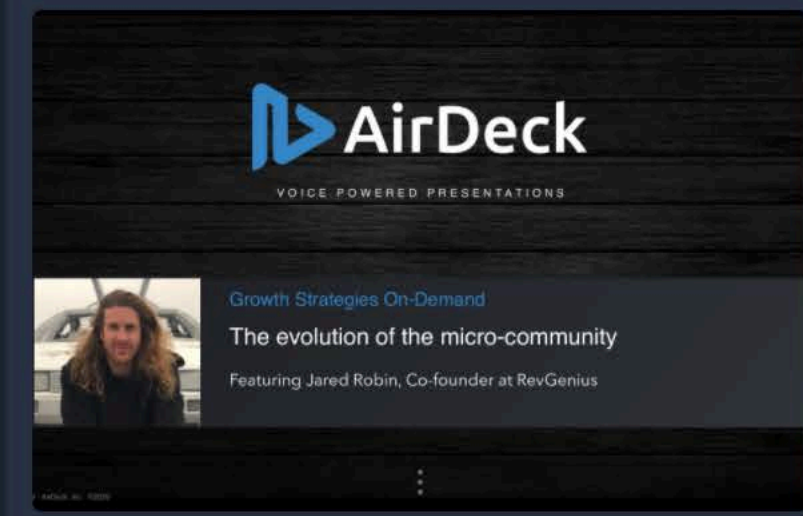 AirDeck
VOICE POWERED PRESENTATIONS
Growth Strategies On-Demand
The evolution of the micro-community
Featuring Jared Robin, Co-founder at RevGenius